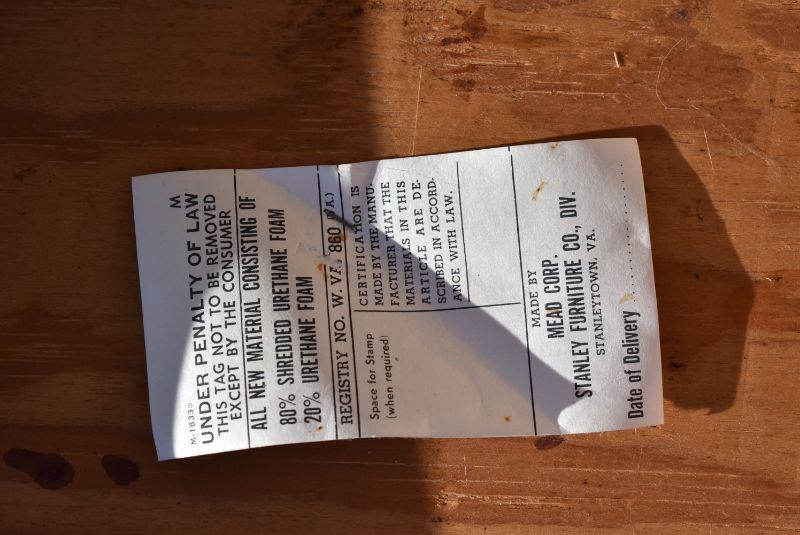 M
M-1833◊
UNDER PENALTY OF LAW
THIS TAG NOT TO BE REMOVED
EXCEPT BY THE CONSUMER
ALL NEW MATERIAL CONSISTING OF
80% SHREDDED URETHANE FOAM
20% URETHANE FOAM
REGISTRY NO. W. VA. 860 (VA.)
Space for Stamp
(when required)
CERTIFICATION IS
MADE BY THE MANU-
FACTURER THAT THE
MATERIALS IN THIS
ARTICLE ARE DE-
SCRIBED IN ACCORD-
ANCE WITH LAW.
MADE BY
MEAD CORP.
STANLEY FURNITURE CO., DIV.
STANLEYTOWN, VA.
Date of Delivery